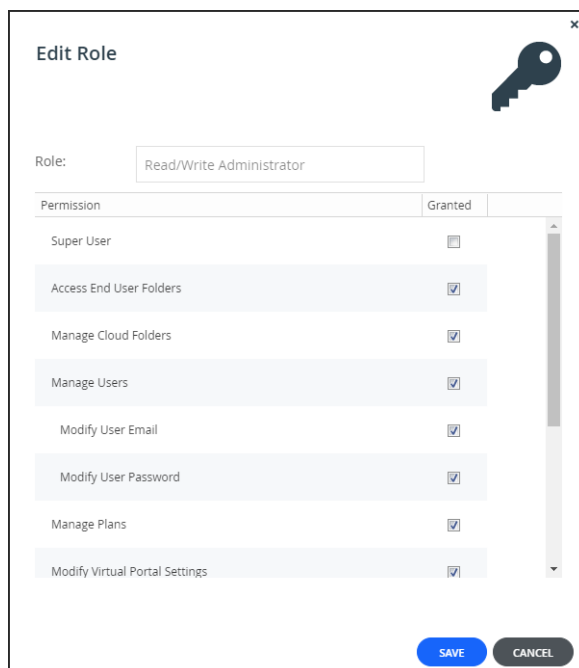 Edit Role
Role: Read/Write Administrator
Permission Granted
Super User
Access End User Folders
Manage Cloud Folders
Manage Users
Modify User Email
Modify User Password
Manage Plans
Modify Virtual Portal Settings
SAVE CANCEL